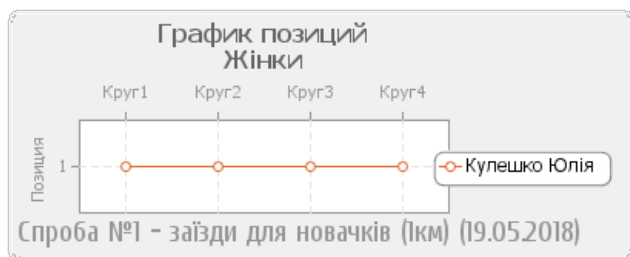 График позиций
Жінки
Круг1 Круг2 Круг3 Круг4
Позиция
1
Кулешко Юлія
Спроба №1 - заїзди для новачків (1км) (19.05.2018)